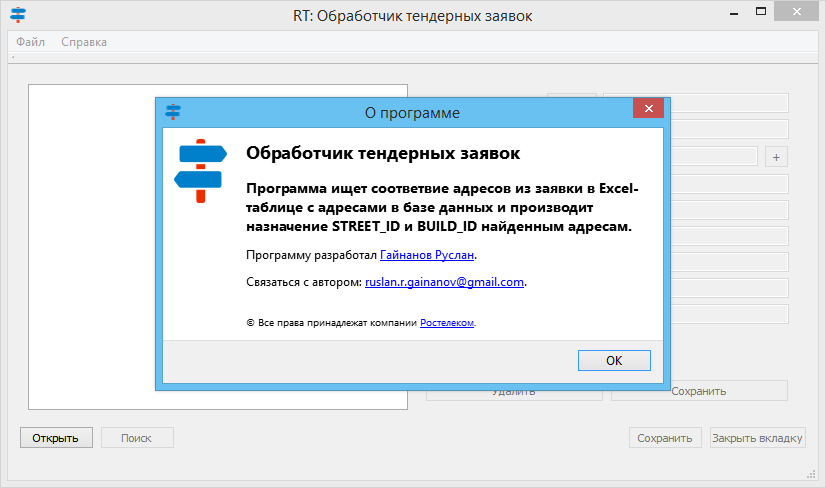 RT: Обработчик тендерных заявок
Файл Справка
О программе
Обработчик тендерных заявок
Программа ищет соответвие адресов из заявки в Excel-
таблице с адресами в базе данных и производит
назначение STREET_ID и BUILD_ID найденным адресам.
Программу разработал Гайнанов Руслан.
Связаться с автором: ruslan.r.gainanov@gmail.com.
© Все права принадлежат компании Ростелеком.
OK
+
Удалить Сохранить
Открыть Поиск Сохранить Закрыть вкладку